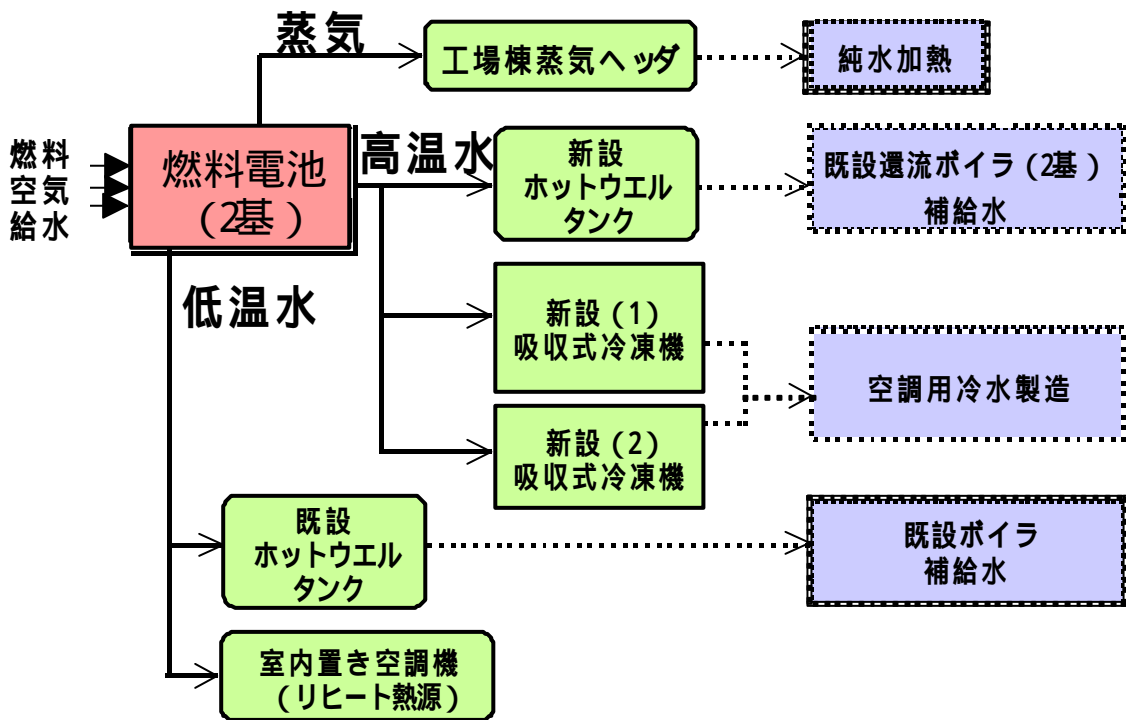 蒸気
工場棟蒸気ヘッダ
純水加熱
燃料
空気
給水
燃料電池
(2基)
高温水
新設
ホットウエル
タンク
既設還流ボイラ(2基)
補給水
低温水
新設(1)
吸収式冷凍機
空調用冷水製造
新設(2)
吸収式冷凍機
既設
ホットウエル
タンク
既設ボイラ
補給水
室内置き空調機
(リヒート熱源)